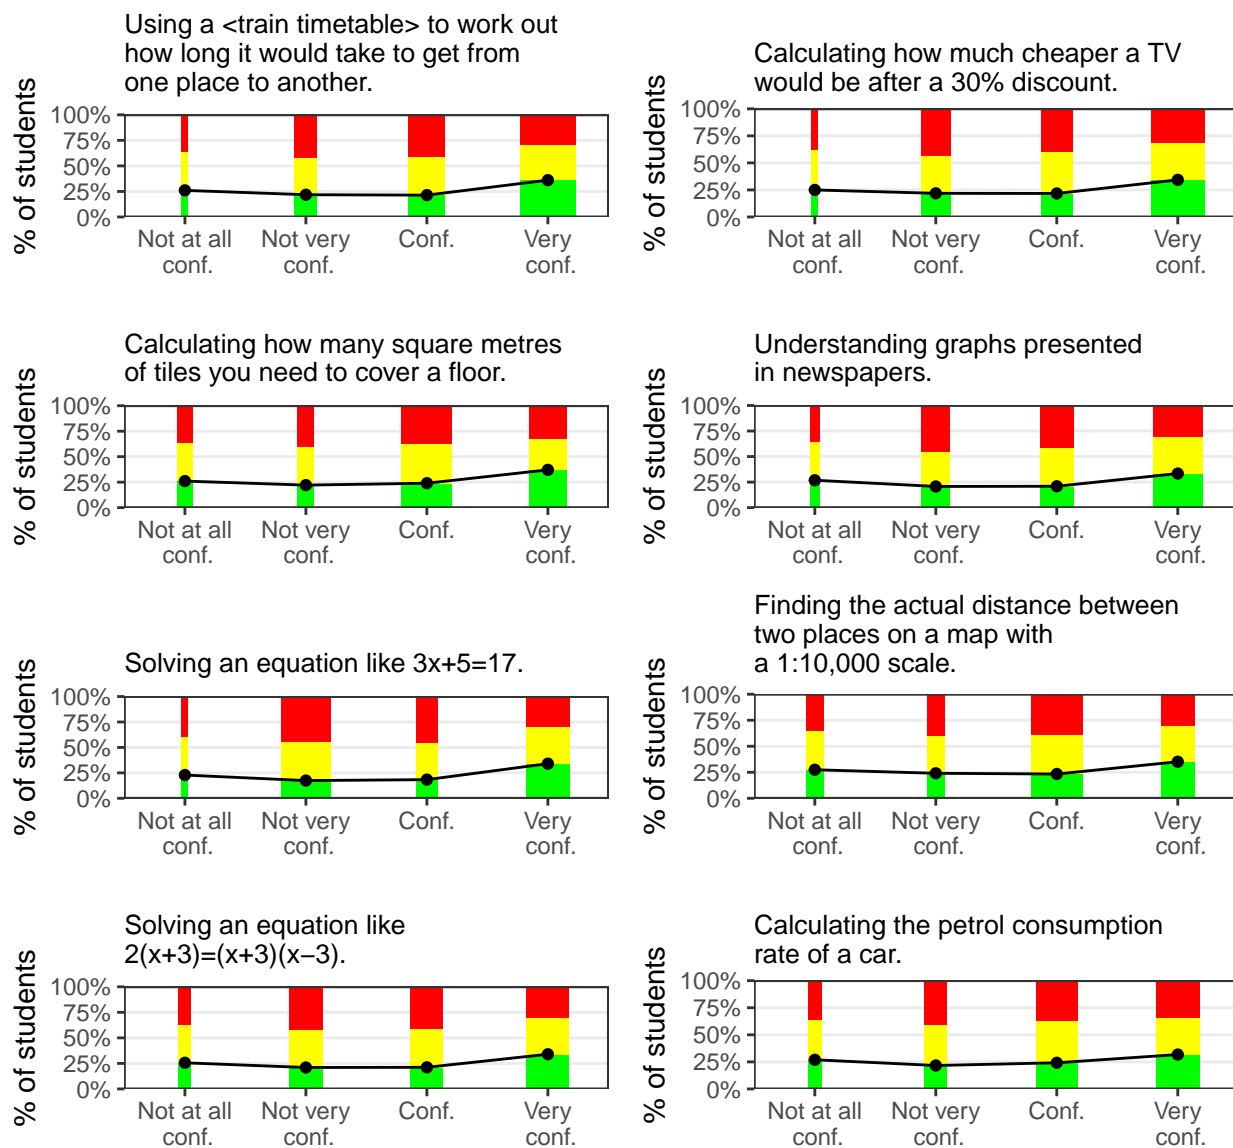 Using a <train timetable> to work out
how long it would take to get from
one place to another.
% of students
100%
75%
50%
25%
0%
Not at all
conf.
Not very
conf.
Conf.
Very
conf.
Calculating how much cheaper a TV
would be after a 30% discount.
% of students
100%
75%
50%
25%
0%
Not at all
conf.
Not very
conf.
Conf.
Very
conf.
Calculating how many square metres
of tiles you need to cover a floor.
% of students
100%
75%
50%
25%
0%
Not at all
conf.
Not very
conf.
Conf.
Very
conf.
Understanding graphs presented
in newspapers.
% of students
100%
75%
50%
25%
0%
Not at all
conf.
Not very
conf.
Conf.
Very
conf.
Solving an equation like 3x+5=17.
% of students
100%
75%
50%
25%
0%
Not at all
conf.
Not very
conf.
Conf.
Very
conf.
Finding the actual distance between
two places on a map with
a 1:10,000 scale.
% of students
100%
75%
50%
25%
0%
Not at all
conf.
Not very
conf.
Conf.
Very
conf.
Solving an equation like
2(x+3)=(x+3)(x−3).
% of students
100%
75%
50%
25%
0%
Not at all
conf.
Not very
conf.
Conf.
Very
conf.
Calculating the petrol consumption
rate of a car.
% of students
100%
75%
50%
25%
0%
Not at all
conf.
Not very
conf.
Conf.
Very
conf.